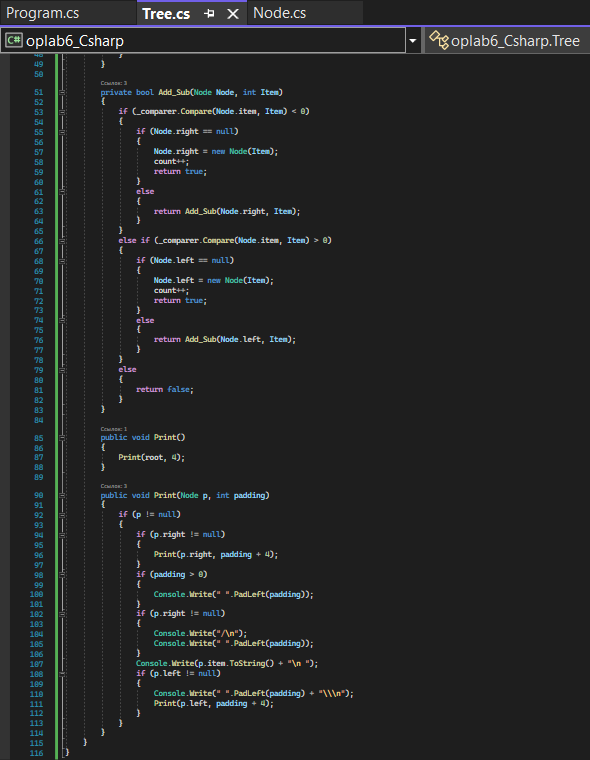 Program.cs Tree.cs Node.cs
C# oplab6_Csharp oplab6_Csharp.Tree
48 }
49 }
50
Ссылок: 3
51 private bool Add_Sub(Node Node, int Item)
52 {
53 if (_comparer.Compare(Node.item, Item) < 0)
54 {
55 if (Node.right == null)
56 {
57 Node.right = new Node(Item);
58 count++;
59 return true;
60 }
61 else
62 {
63 return Add_Sub(Node.right, Item);
64 }
65 }
66 else if (_comparer.Compare(Node.item, Item) > 0)
67 {
68 if (Node.left == null)
69 {
70 Node.left = new Node(Item);
71 count++;
72 return true;
73 }
74 else
75 {
76 return Add_Sub(Node.left, Item);
77 }
78 }
79 else
80 {
81 return false;
82 }
83 }
84
Ссылок: 1
85 public void Print()
86 {
87 Print(root, 4);
88 }
89
Ссылок: 3
90 public void Print(Node p, int padding)
91 {
92 if (p != null)
93 {
94 if (p.right != null)
95 {
96 Print(p.right, padding + 4);
97 }
98 if (padding > 0)
99 {
100 Console.Write(" ".PadLeft(padding));
101 }
102 if (p.right != null)
103 {
104 Console.Write("/\n");
105 Console.Write(" ".PadLeft(padding));
106 }
107 Console.Write(p.item.ToString() + "\n ");
108 if (p.left != null)
109 {
110 Console.Write(" ".PadLeft(padding) + "\\\n");
111 Print(p.left, padding + 4);
112 }
113 }
114 }
115 }
116 }